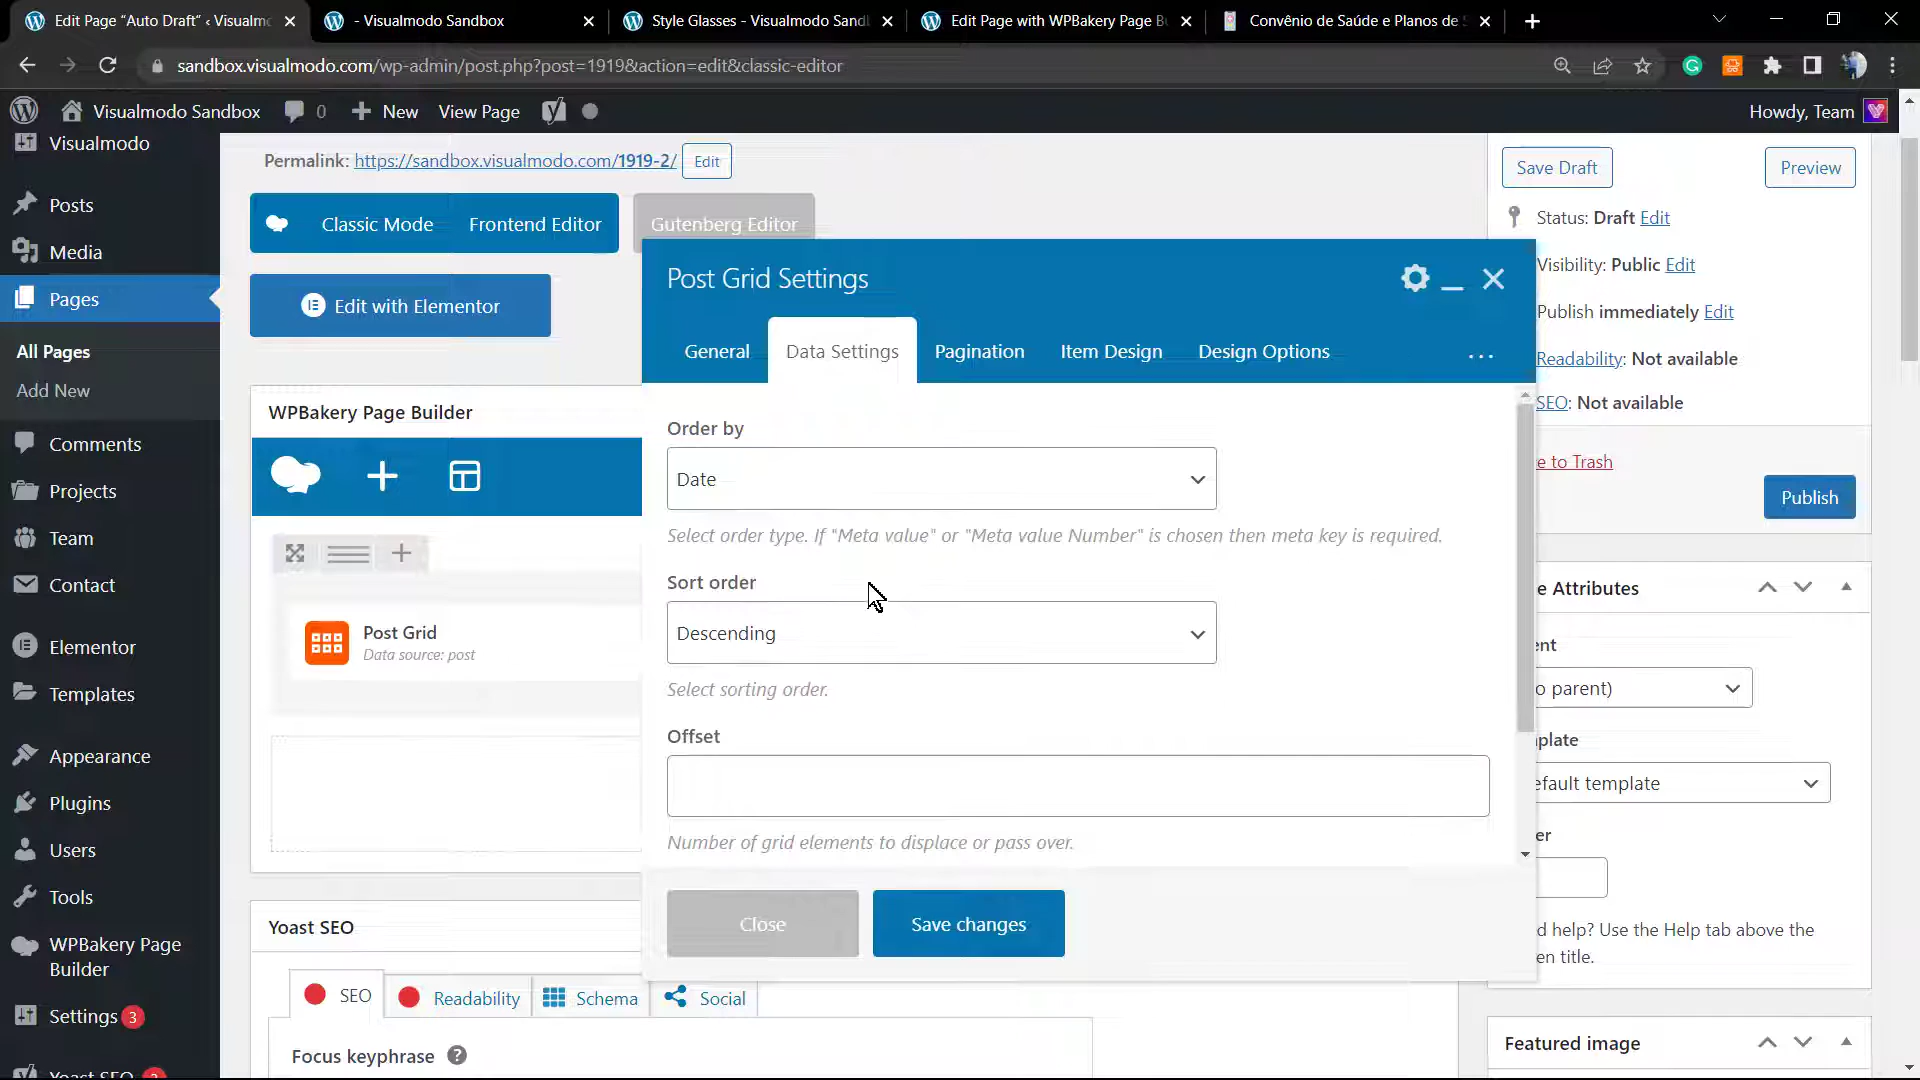 Edit Page “Auto Draft” ‹ Visualmo
- Visualmodo Sandbox
Style Glasses - Visualmodo Sand
Edit Page with WPBakery Page B
Convênio de Saúde e Planos de S
sandbox.visualmodo.com/wp-admin/post.php?post=1919&action=edit&classic-editor
Visualmodo Sandbox
0
New
View Page
Howdy, Team
Visualmodo
Posts
Media
Pages
All Pages
Add New
Comments
Projects
Team
Contact
Elementor
Templates
Appearance
Plugins
Users
Tools
WPBakery Page
Builder
Settings 3
Yoast SEO
Permalink: https://sandbox.visualmodo.com/1919-2/ Edit
Classic Mode
Frontend Editor
Gutenberg Editor
Edit with Elementor
WPBakery Page Builder
Post Grid
Data source: post
Yoast SEO
SEO
Readability
Schema
Social
Focus keyphrase ?
Post Grid Settings
General
Data Settings
Pagination
Item Design
Design Options
...
Order by
Date
Select order type. If "Meta value" or "Meta value Number" is chosen then meta key is required.
Sort order
Descending
Select sorting order.
Offset
Number of grid elements to displace or pass over.
Close
Save changes
Save Draft
Preview
Status: Draft Edit
Visibility: Public Edit
Publish immediately Edit
Readability: Not available
SEO: Not available
e to Trash
Publish
e Attributes
ent
o parent)
plate
efault template
er
d help? Use the Help tab above the
en title.
Featured image